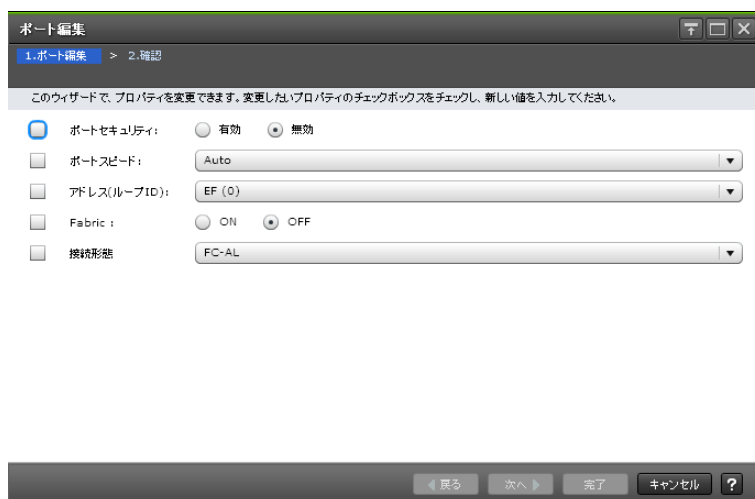 ポート編集
1.ポート編集 > 2.確認
このウィザードで、プロパティを変更できます。変更したいプロパティのチェックボックスをチェックし、新しい値を入力してください。
ポートセキュリティ: 有効 無効
ポートスピード: Auto
アドレス(ループID): EF (0)
Fabric : ON OFF
接続形態 FC-AL
戻る 次へ 完了 キャンセル ?